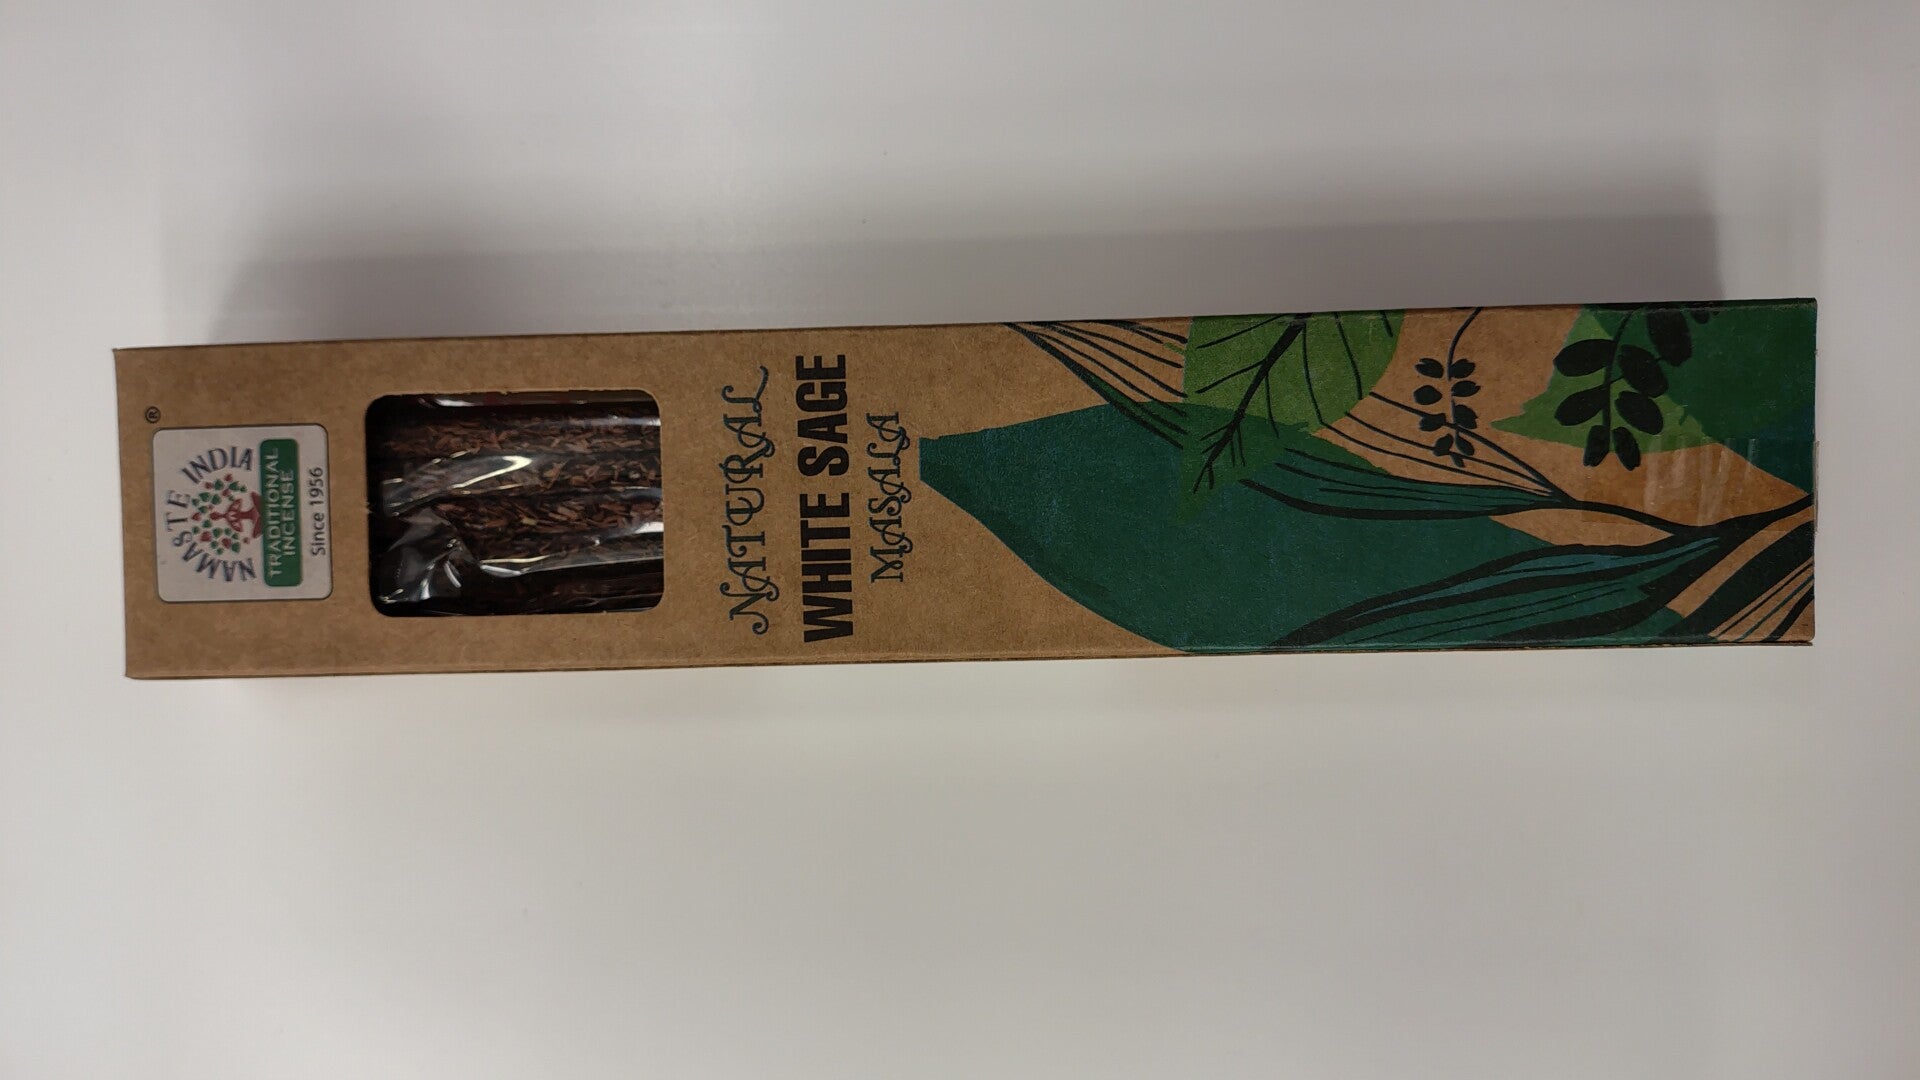 ®
NAMASTE INDIA
TRADITIONAL
INCENSE
Since 1956
NATURAL
WHITE SAGE
MASALA